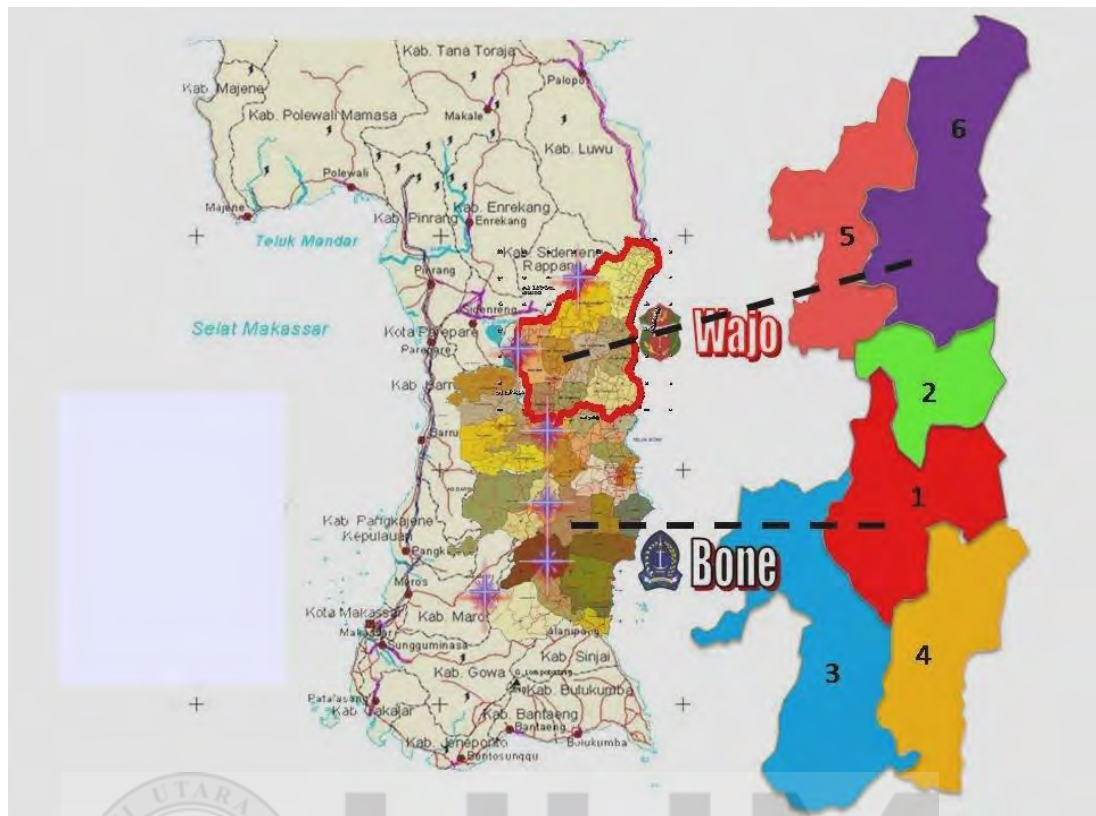 Kab. Tana Toraja
Palopo
Kab. Majene
Kab. Polewali Mamasa
Makale
Kab. Luwu
Polewali
Majene
Kab. Enrekang
Kab. Pinrang
Enrekang
Teluk Mandar
Kab. Sidenreng
Rappang
Pinrang
Sidenreng
Selat Makassar
Kota Parepare
Parepare
Wajo
Kab. Barru
Barru
Kab. Pangkajene
Kepulauan
Bone
Maros
Kota Makassar
Kab. Maros
Makassar
Sungguminasa
Kab. Sinjai
Kab. Gowa
Kab. Bulukumba
Kab. Bantaeng
Bantaeng
Bulukumba
Kab. Jeneponto
Bontosunggu
6
5
2
1
3
4
UTARA